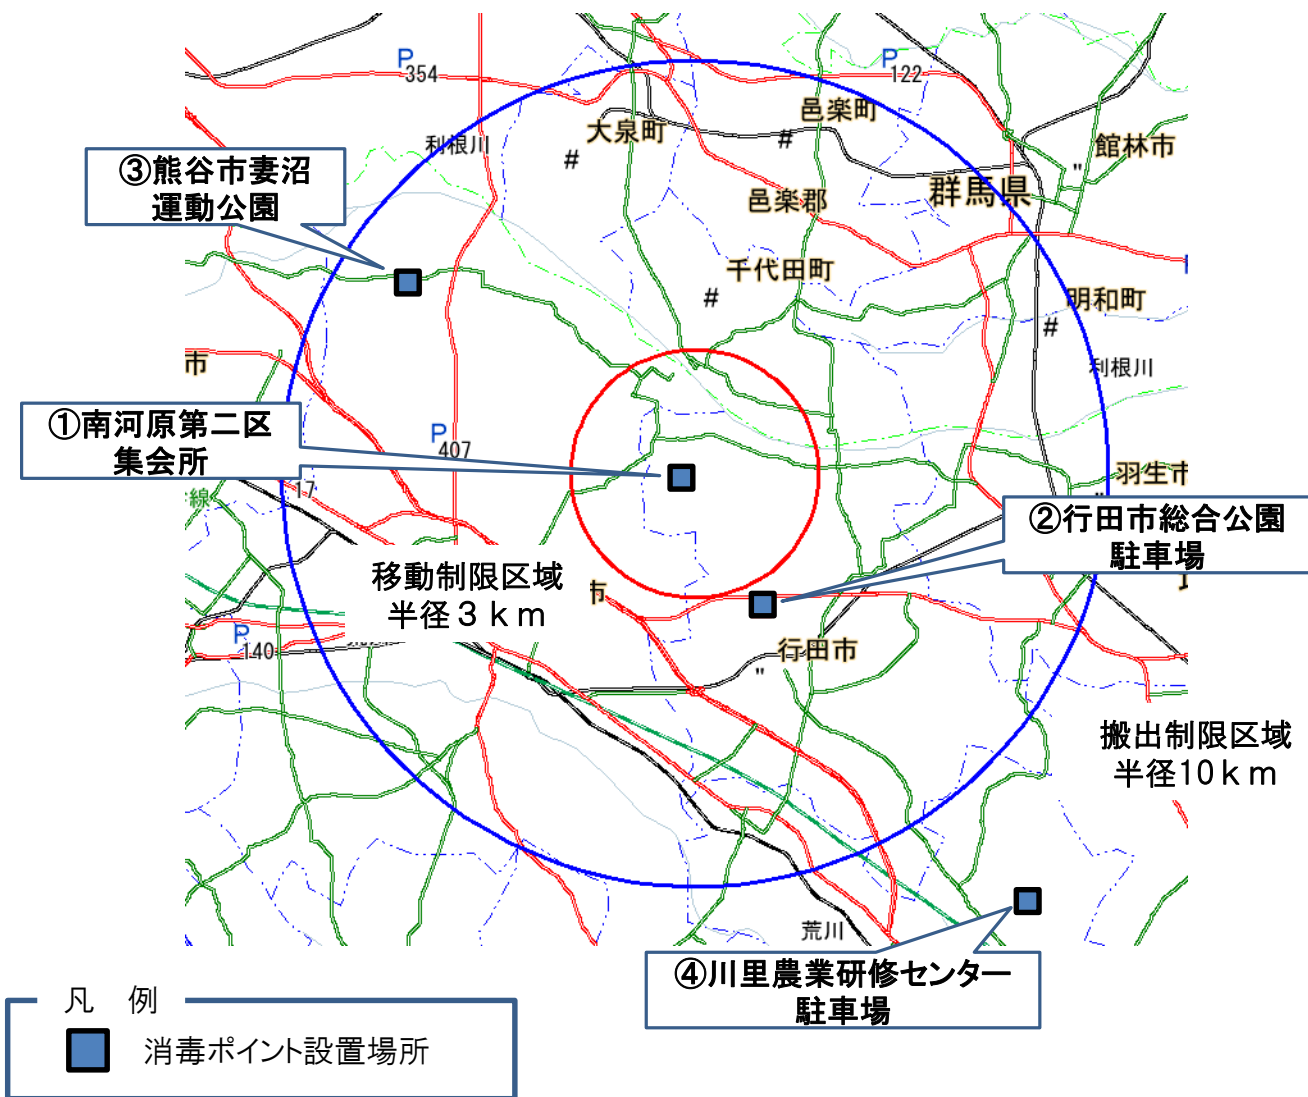 354
122
邑楽町
大泉町
利根川
館林市
③熊谷市妻沼
運動公園
群馬県
邑楽郡
千代田町
明和町
市
利根川
①南河原第二区
集会所
407
羽生市
17
線
②行田市総合公園
駐車場
移動制限区域
半径３ｋｍ
市
140
行田市
搬出制限区域
半径10ｋｍ
荒川
④川里農業研修センター
駐車場
凡　例
消毒ポイント設置場所